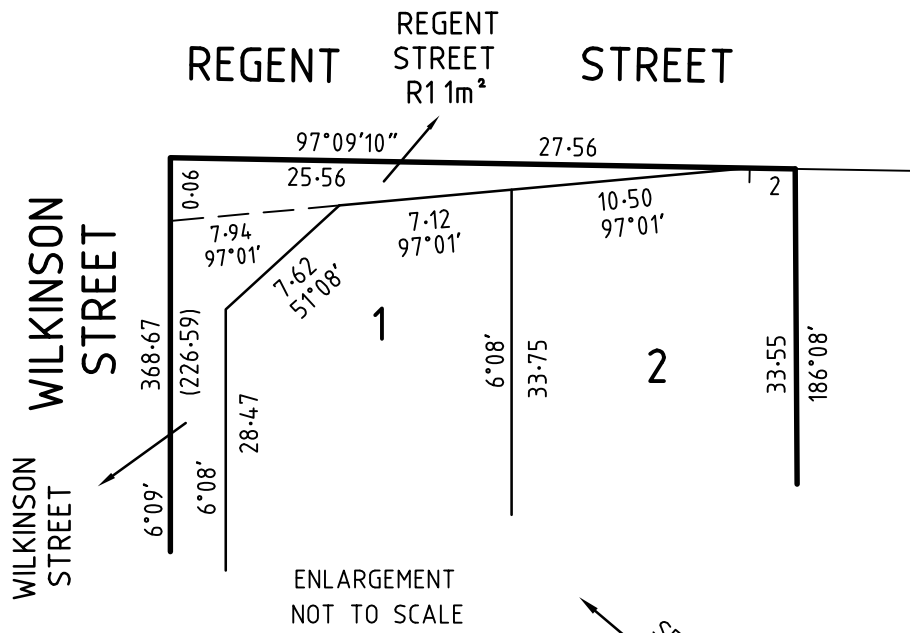 REGENT
STREET
R1 1m²
REGENT STREET
97°09'10"
27·56
25·56
0·06
2
7·94
97°01'
7·12
97°01'
10·50
97°01'
7·62
51°08'
WILKINSON
STREET
368·67
(226·59)
1
2
6°08'
33·75
33·55
186°08'
28·47
6°09'
6°08'
WILKINSON
STREET
ENLARGEMENT
NOT TO SCALE